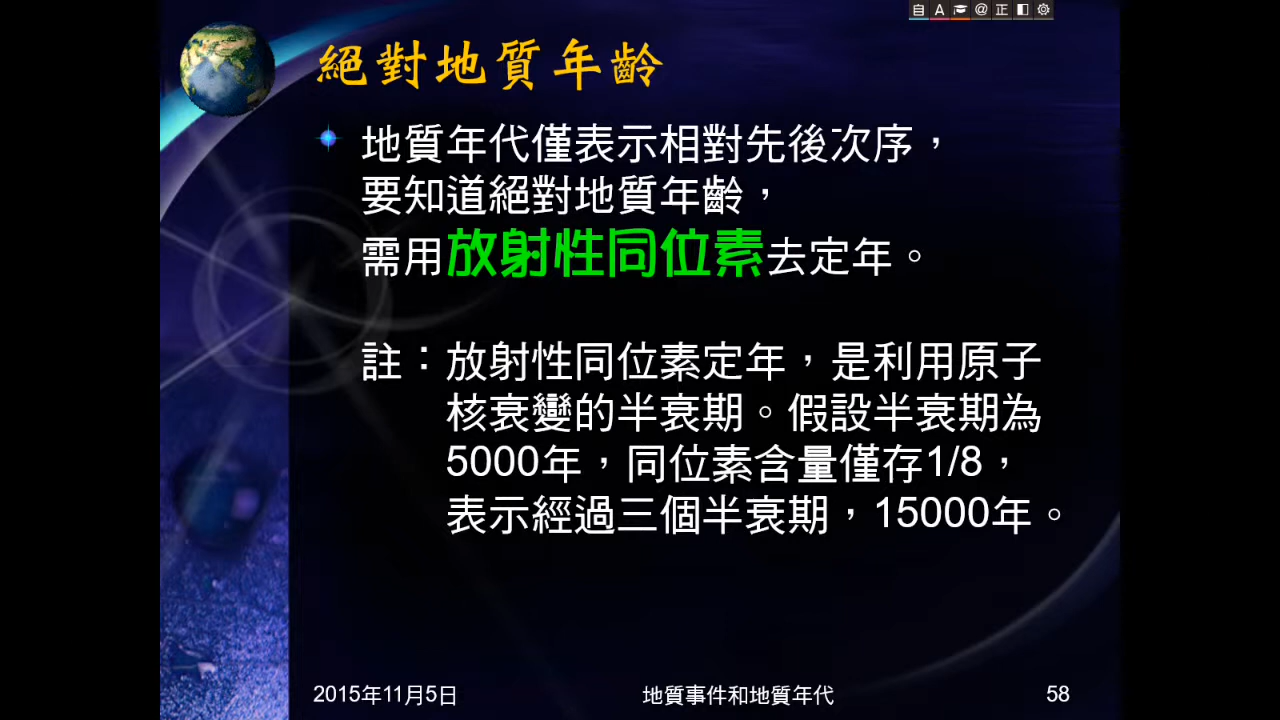 自 A @ 正
絕對地質年齡
地質年代僅表示相對先後次序，
要知道絕對地質年齡，
需用放射性同位素去定年。
註：放射性同位素定年，是利用原子
核衰變的半衰期。假設半衰期為
5000年，同位素含量僅存1/8，
表示經過三個半衰期，15000年。
2015年11月5日 地質事件和地質年代 58